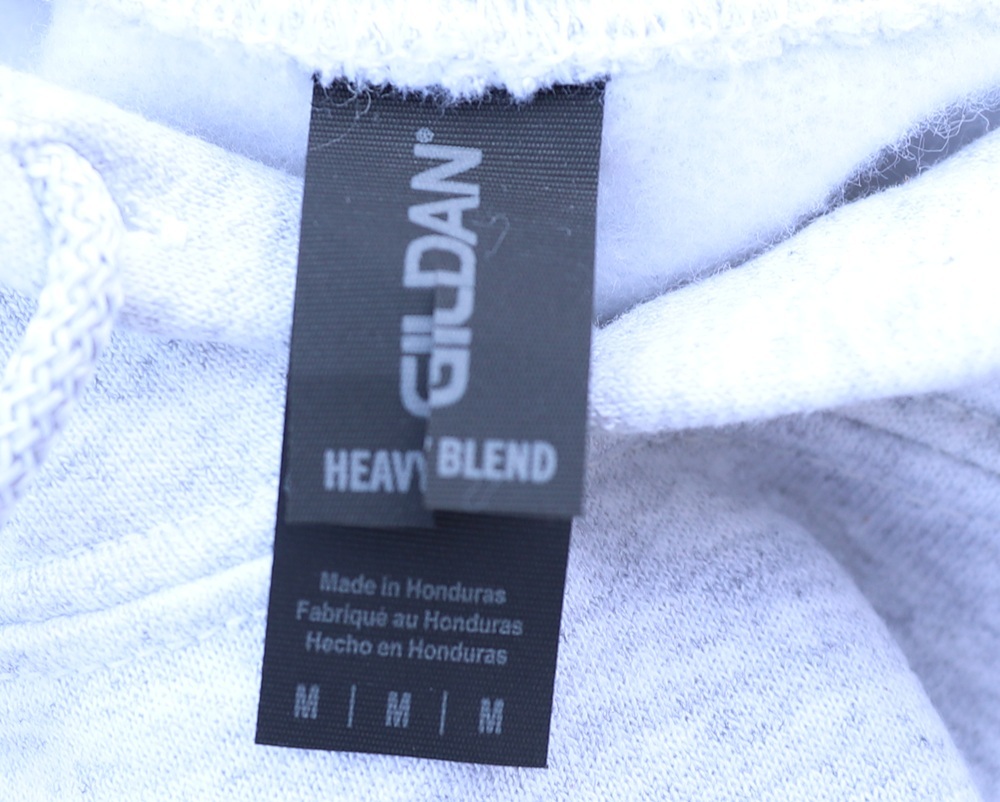 GILDAN®
HEAVY BLEND
Made in Honduras
Fabriqué au Honduras
Hecho en Honduras
M | M | M